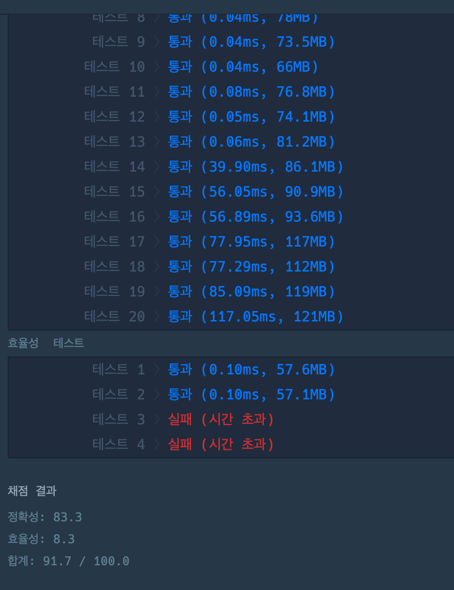 테스트 8 〉 통과 (0.04ms, 78MB)
테스트 9 〉 통과 (0.04ms, 73.5MB)
테스트 10 〉 통과 (0.04ms, 66MB)
테스트 11 〉 통과 (0.08ms, 76.8MB)
테스트 12 〉 통과 (0.05ms, 74.1MB)
테스트 13 〉 통과 (0.06ms, 81.2MB)
테스트 14 〉 통과 (39.90ms, 86.1MB)
테스트 15 〉 통과 (56.05ms, 90.9MB)
테스트 16 〉 통과 (56.89ms, 93.6MB)
테스트 17 〉 통과 (77.95ms, 117MB)
테스트 18 〉 통과 (77.29ms, 112MB)
테스트 19 〉 통과 (85.09ms, 119MB)
테스트 20 〉 통과 (117.05ms, 121MB)
효율성 테스트
테스트 1 〉 통과 (0.10ms, 57.6MB)
테스트 2 〉 통과 (0.10ms, 57.1MB)
테스트 3 〉 실패 (시간 초과)
테스트 4 〉 실패 (시간 초과)
채점 결과
정확성: 83.3
효율성: 8.3
합계: 91.7 / 100.0